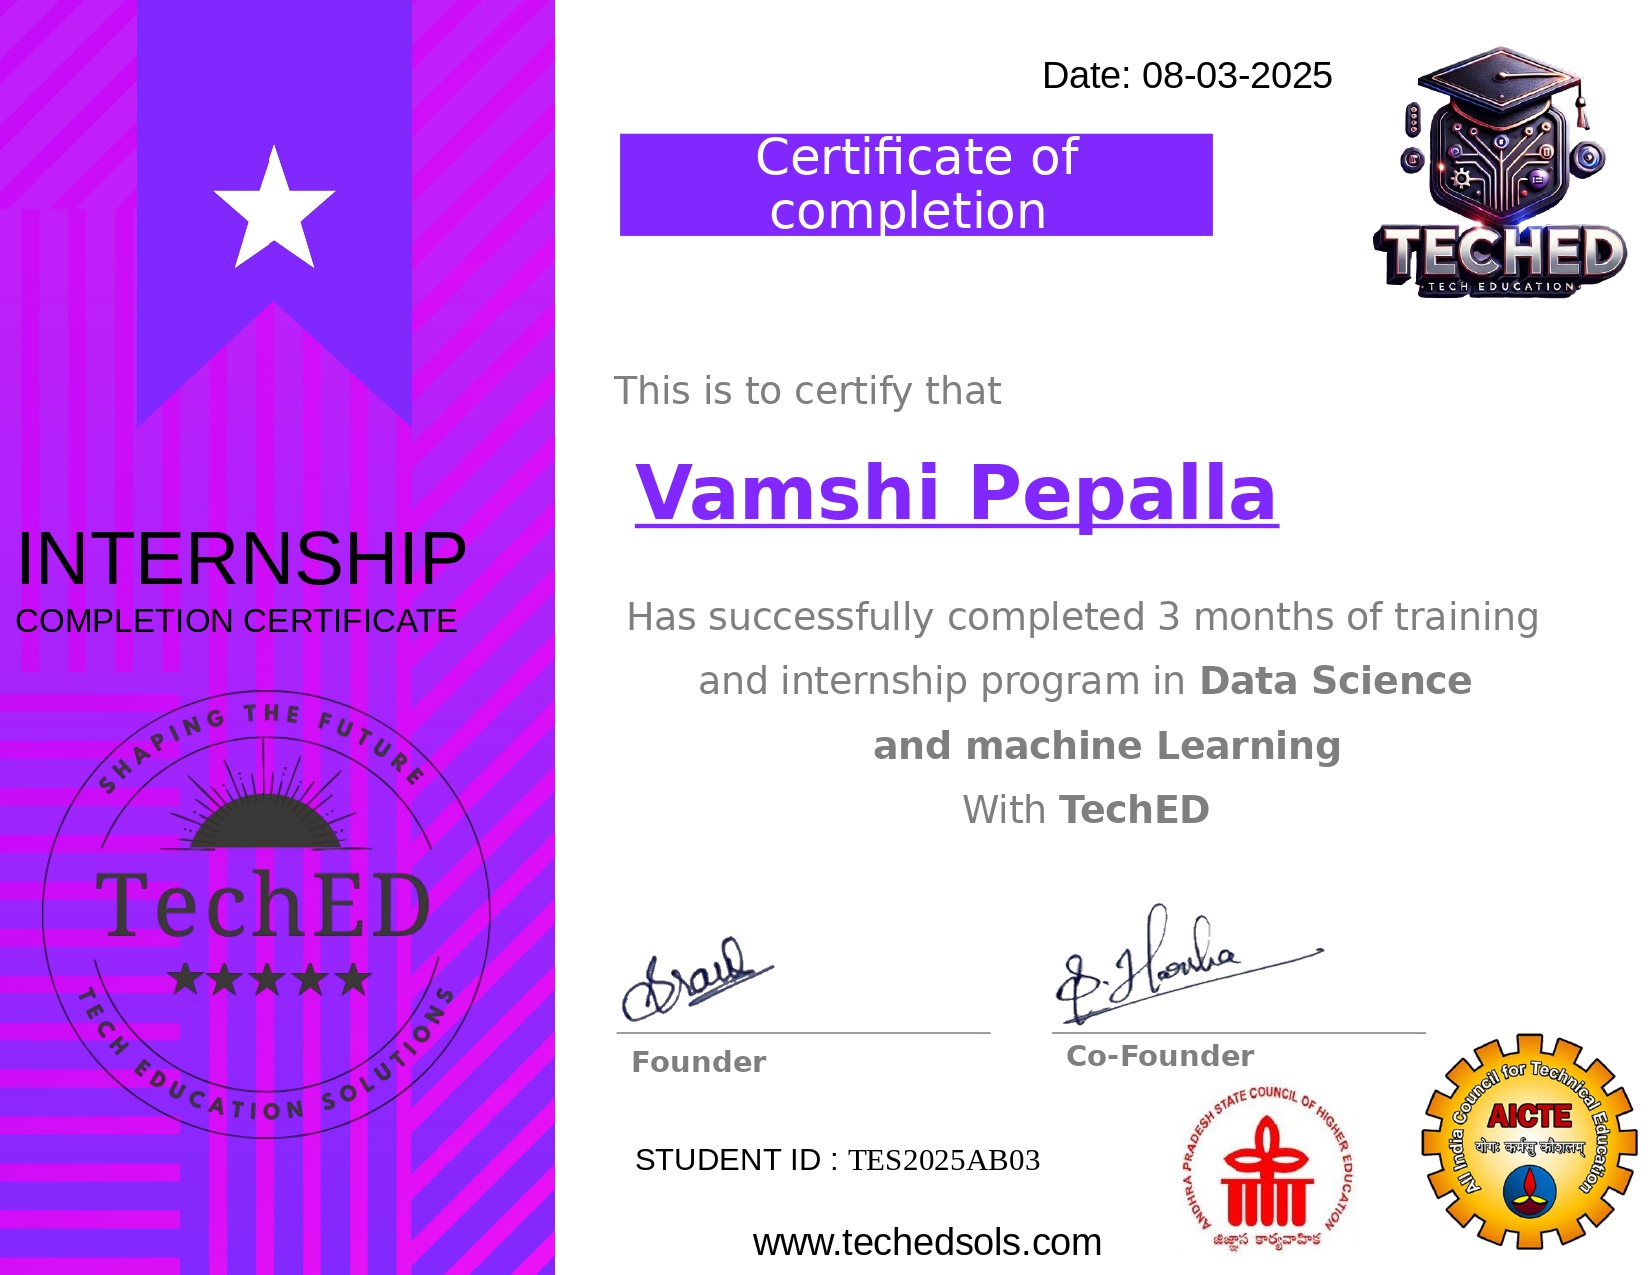 Date: 08-03-2025
Certificate of
completion
TECHED
TECH EDUCATION
This is to certify that
Vamshi Pepalla
INTERNSHIP
COMPLETION CERTIFICATE
Has successfully completed 3 months of training
and internship program in Data Science
and machine Learning
With TechED
SHAPING THE FUTURE
TechED
TECH EDUCATION SOLUTIONS
Founder
Co-Founder
STUDENT ID : TES2025AB03
www.techedsols.com
ANDHRA PRADESH STATE COUNCIL OF HIGHER EDUCATION
జిజ్ఞాస కార్యవాహిక
All India Council for Technical Education
AICTE
योगः कर्मसु कौशलम्